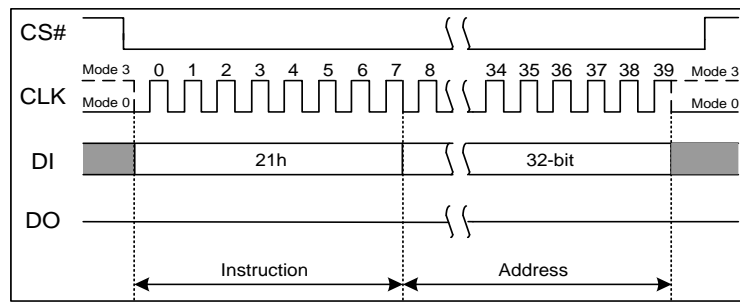 CS#
Mode 3 0 1 2 3 4 5 6 7 8 34 35 36 37 38 39 Mode 3
CLK
Mode 0 Mode 0
DI 21h 32-bit
DO
Instruction Address